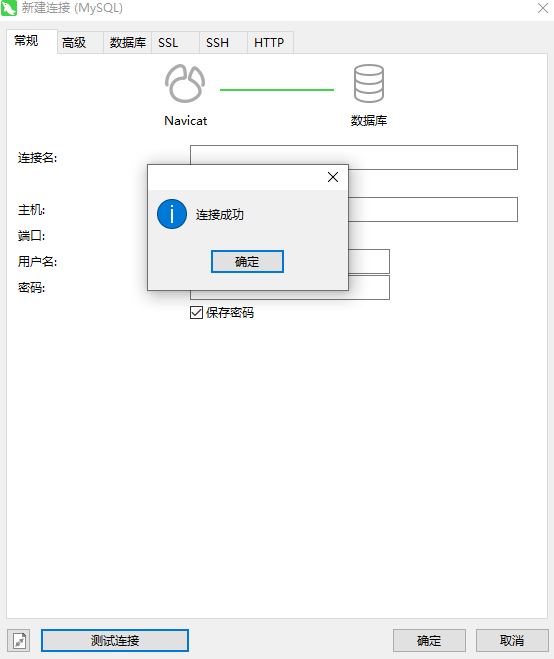 新建连接 (MySQL)
常规 高级 数据库 SSL SSH HTTP
Navicat 数据库
连接名:
连接成功
主机:
端口:
确定
用户名:
密码:
保存密码
测试连接 确定 取消